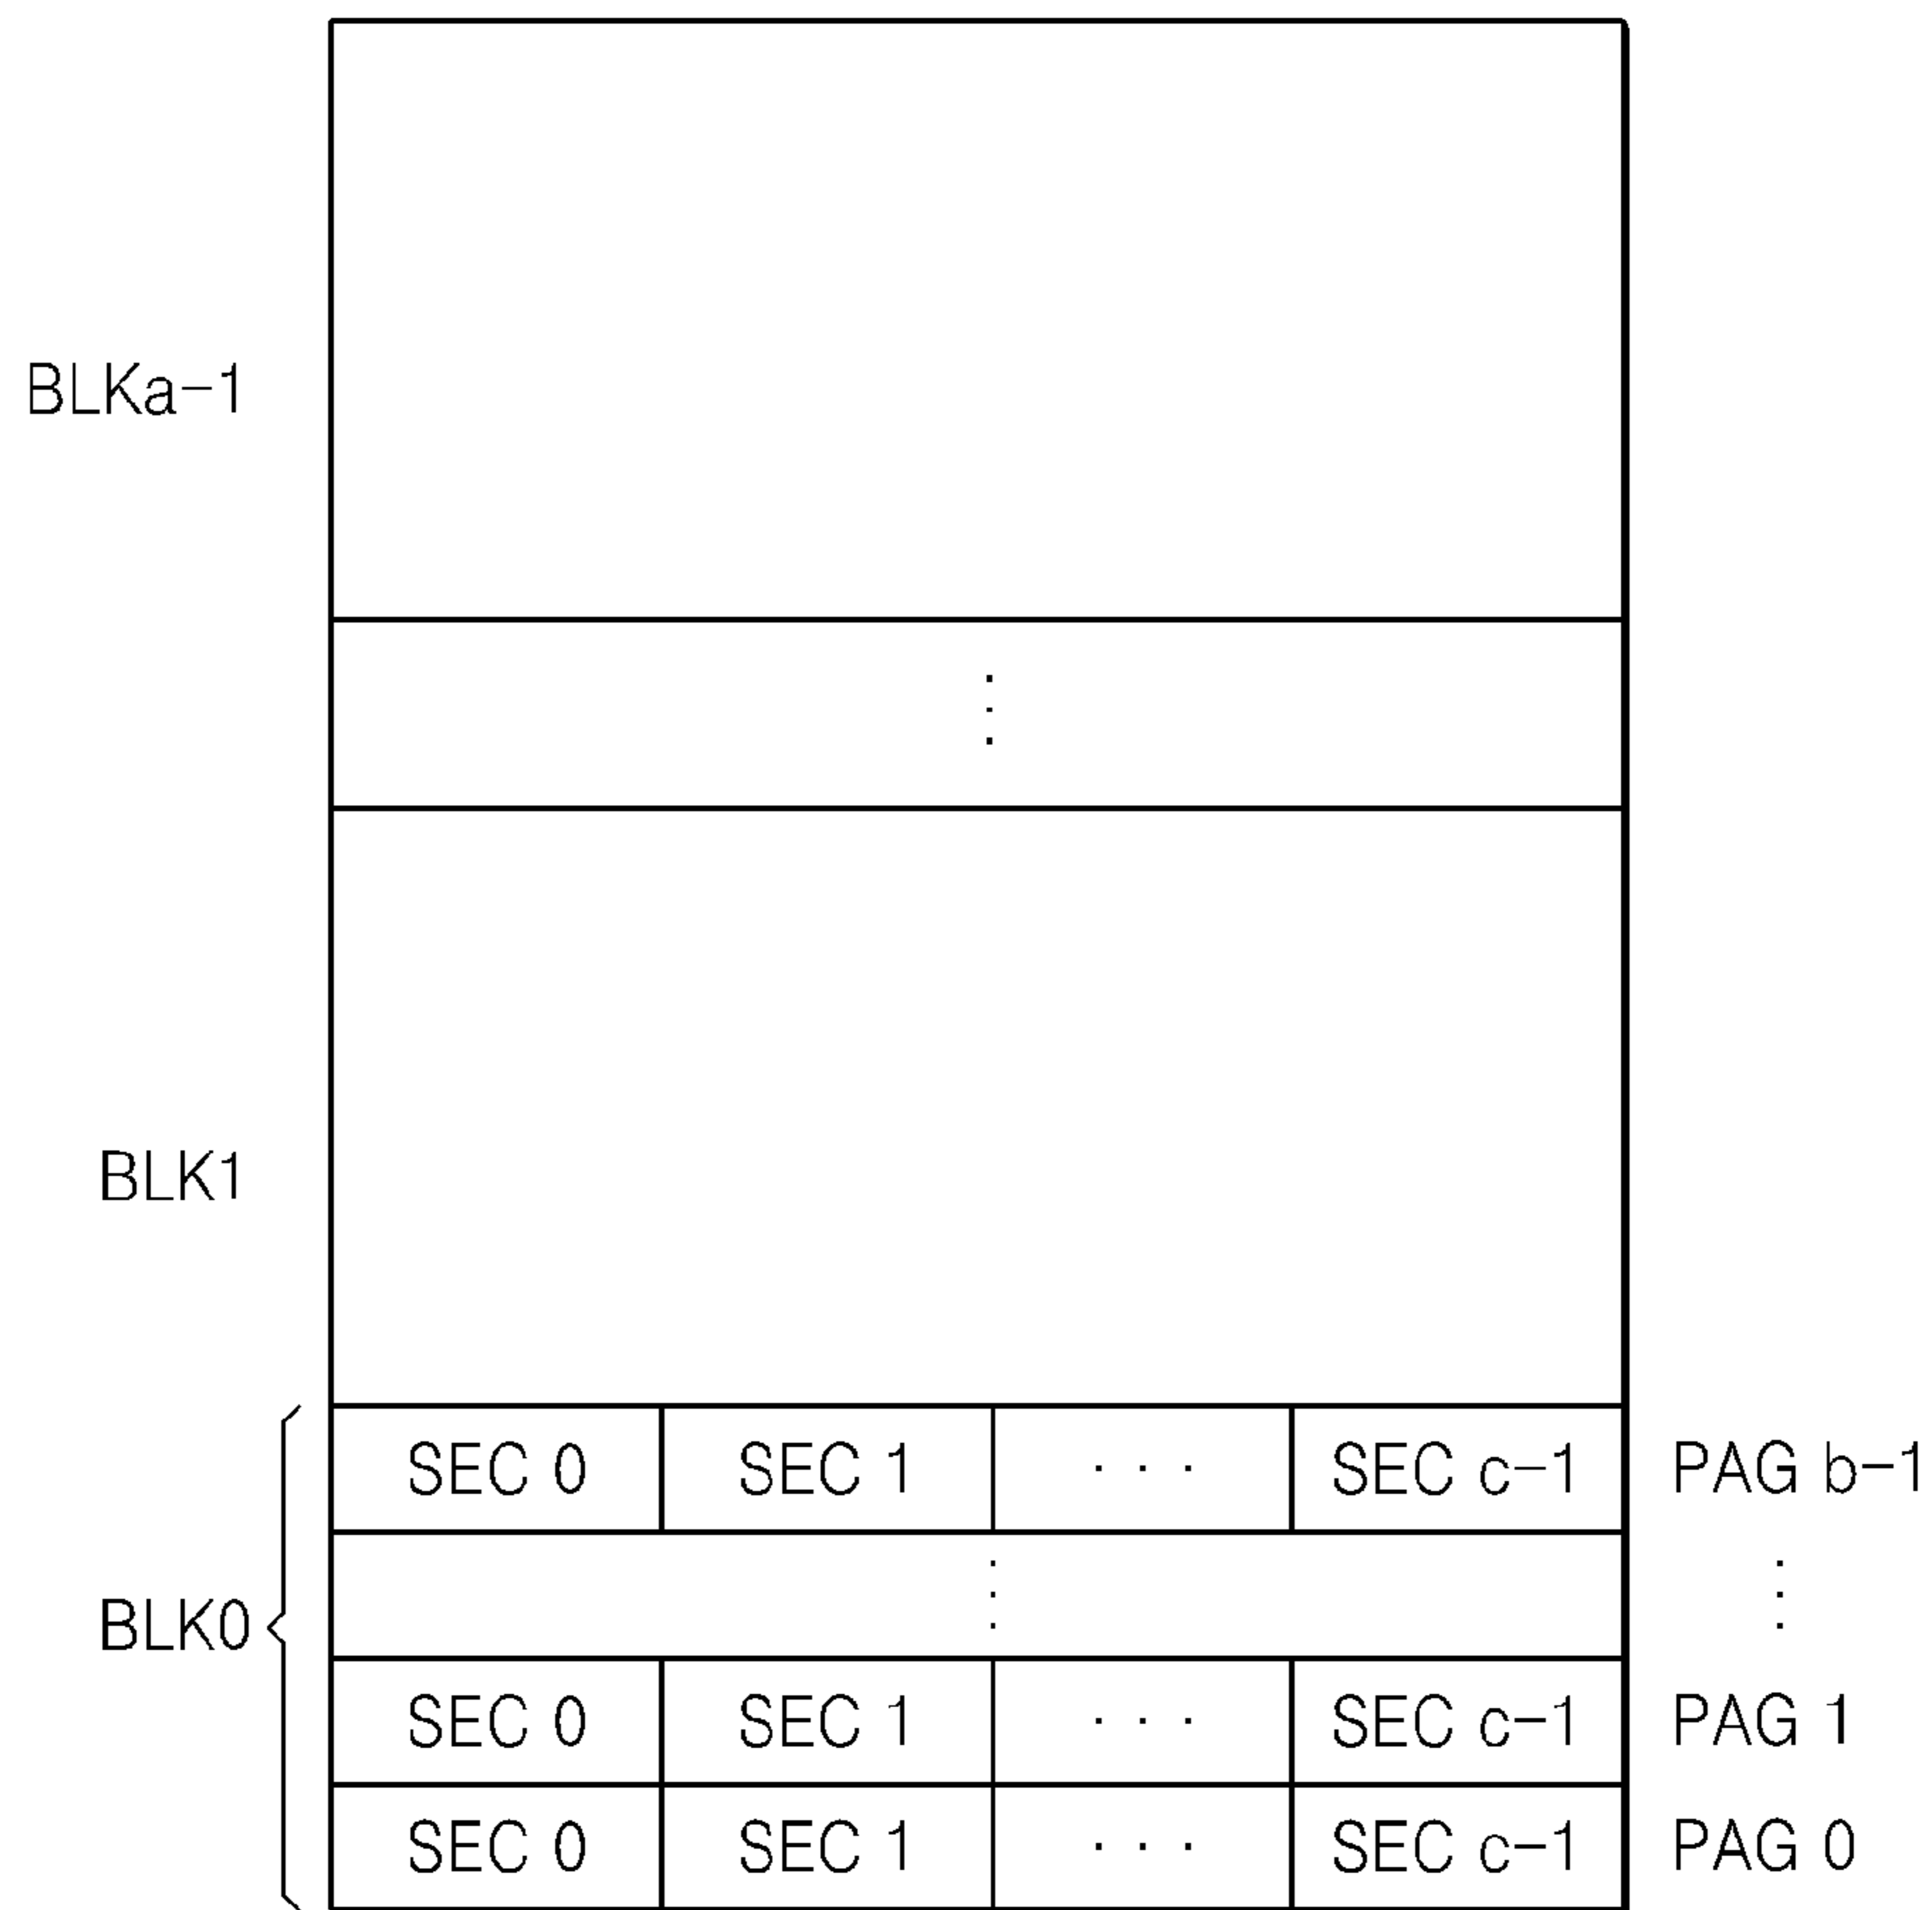 BLKa-1
⋮
BLK1
SEC 0 SEC 1 ··· SEC c-1 PAG b-1
BLK0 ⋮ ⋮
SEC 0 SEC 1 ··· SEC c-1 PAG 1
SEC 0 SEC 1 ··· SEC c-1 PAG 0